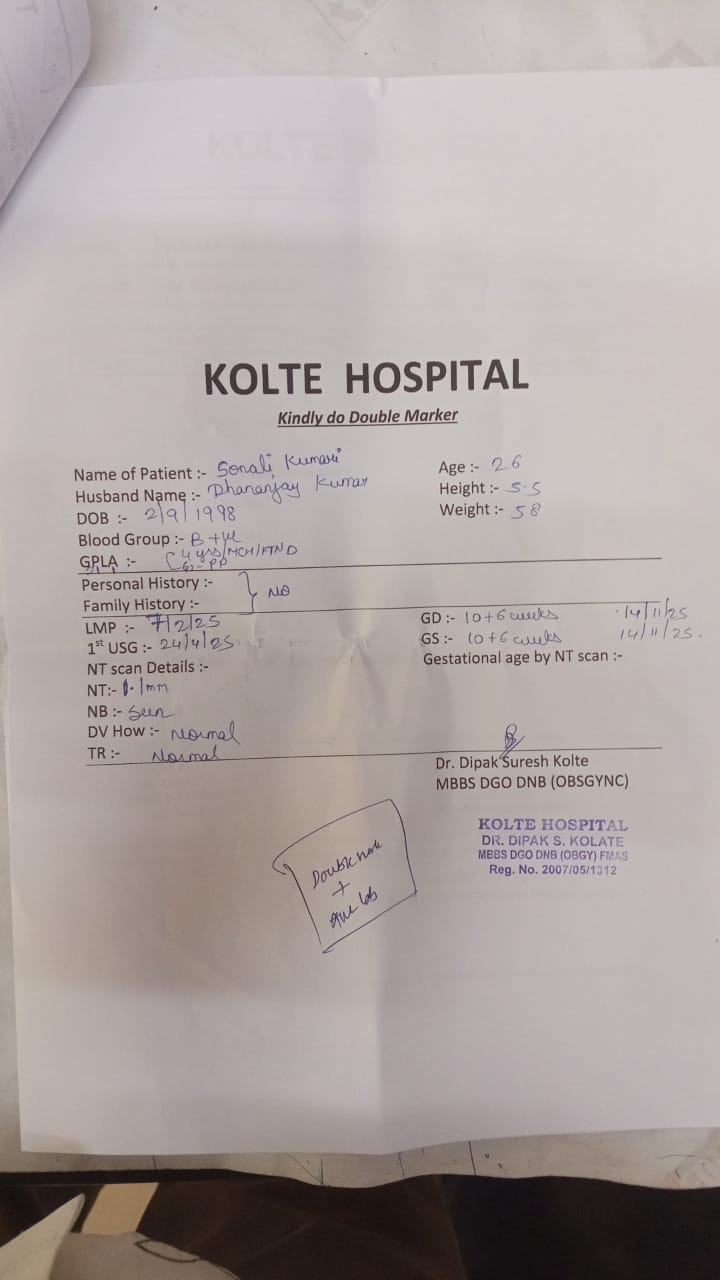 KOLTE HOSPITAL
Kindly do Double Marker
Name of Patient :- Sonali Kumari
Age :- 26
Husband Name :- Dhananjay Kumar
Height :- 5.5
DOB :- 2/9/1998
Weight :- 58
Blood Group :- B +ve
GPLA :- 4 yrs/MCH/FTND
Personal History :-
Family History :-
NO
LMP :- 7/2/25
GD :- 10+6 weeks 14/11/25
1st USG :- 24/4/25
GS :- 10+6 weeks 14/11/25.
NT scan Details :-
Gestational age by NT scan :-
NT:- 1mm
NB :- Seen
DV How :- Normal
TR :- Normal
Dr. Dipak Suresh Kolte
MBBS DGO DNB (OBSGYNC)
KOLTE HOSPITAL
DR. DIPAK S. KOLATE
MBBS DGO DNB (OBGY) FMAS
Reg. No. 2007/05/1312
Double
+